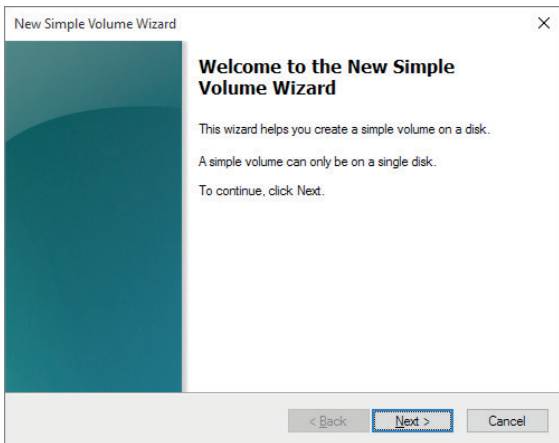 New Simple Volume Wizard
Welcome to the New Simple
Volume Wizard
This wizard helps you create a simple volume on a disk.
A simple volume can only be on a single disk.
To continue, click Next.
< Back
Next >
Cancel